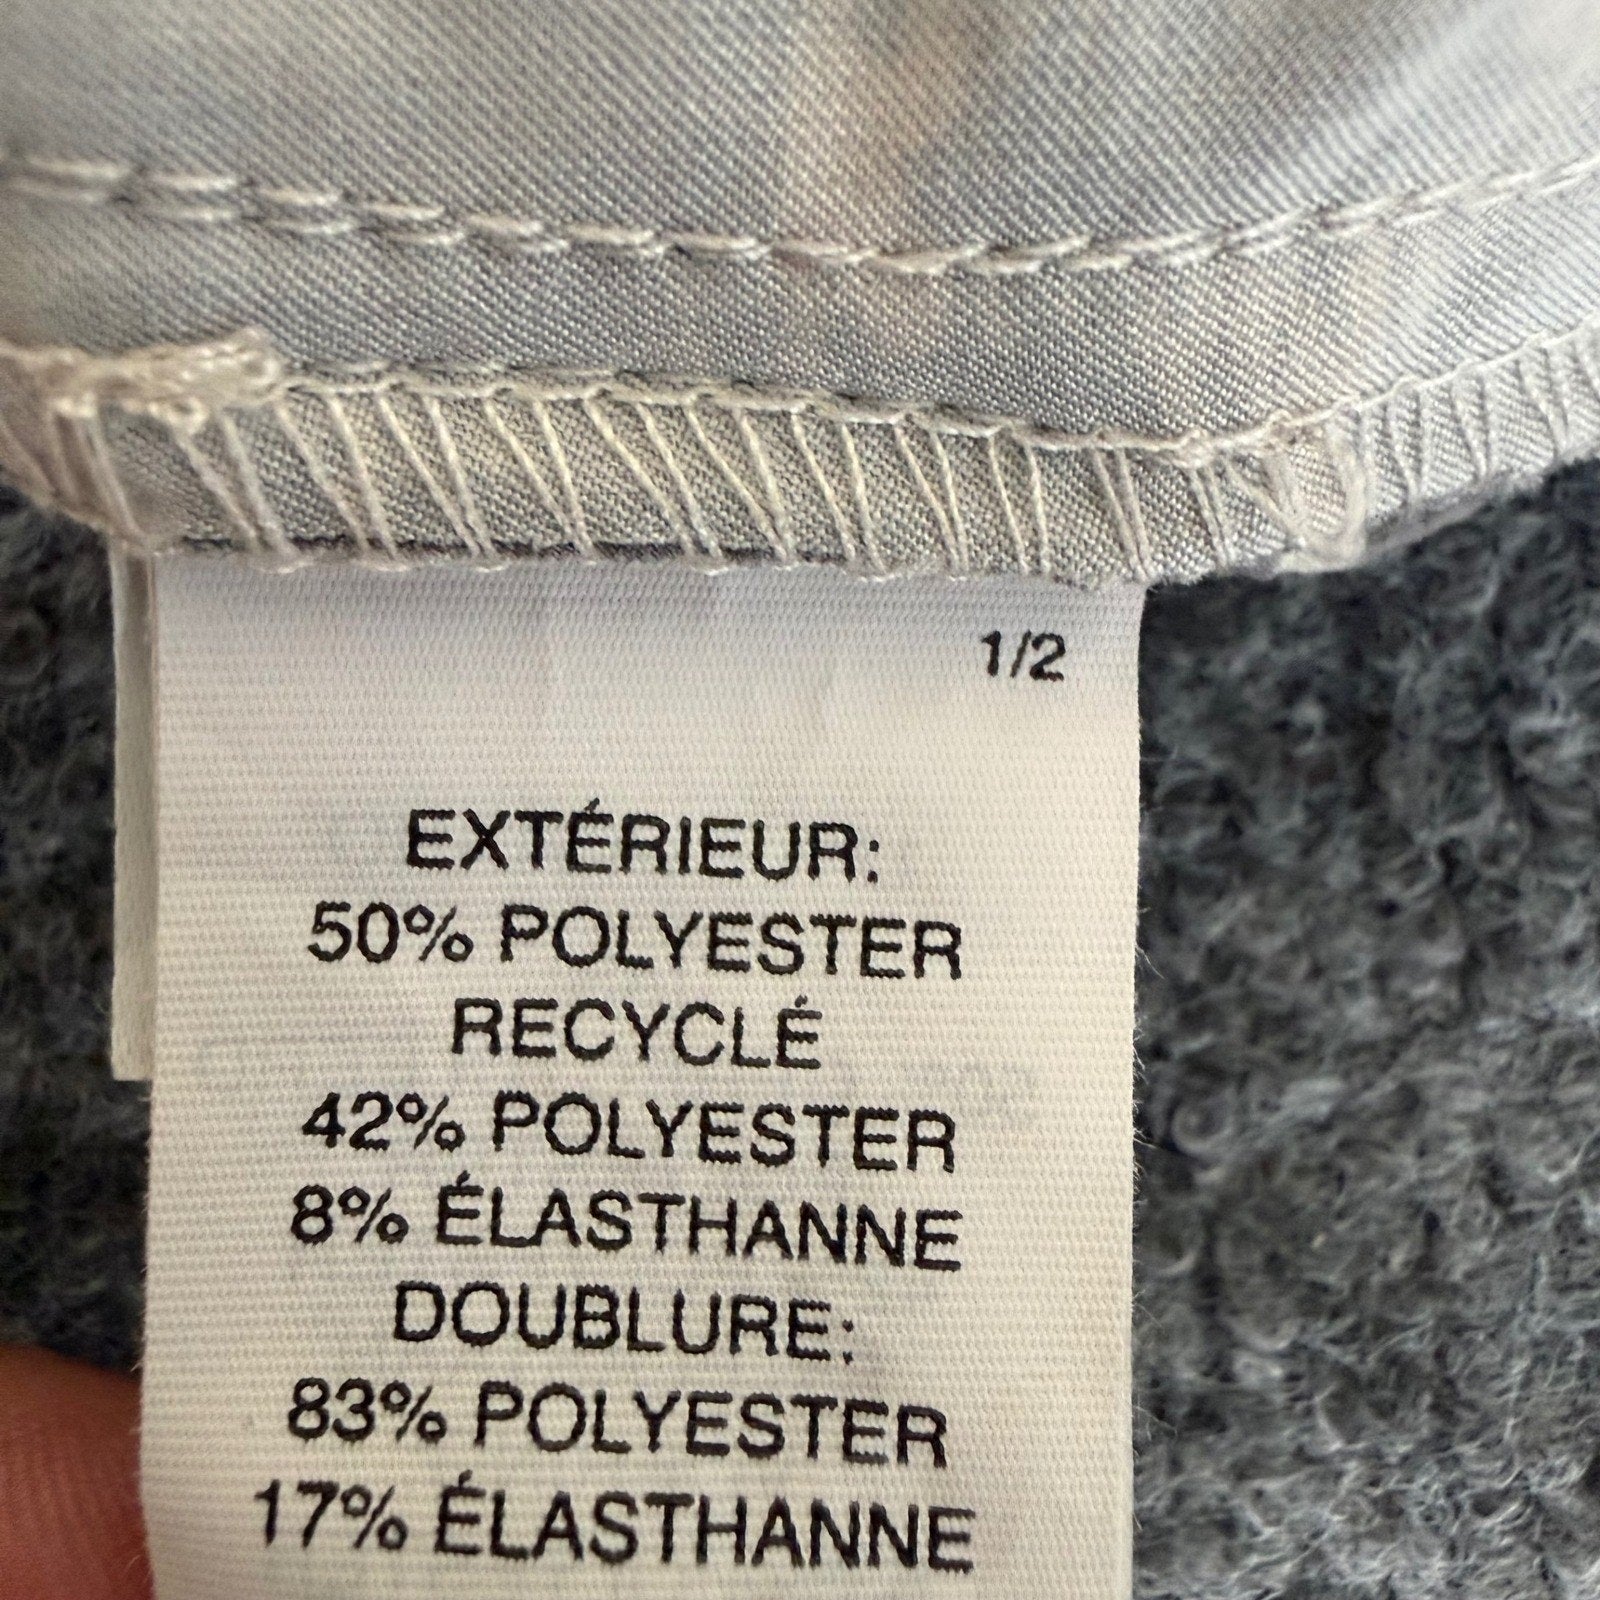 1/2
EXTÉRIEUR:
50% POLYESTER
RECYCLÉ
42% POLYESTER
8% ÉLASTHANNE
DOUBLURE:
83% POLYESTER
17% ÉLASTHANNE